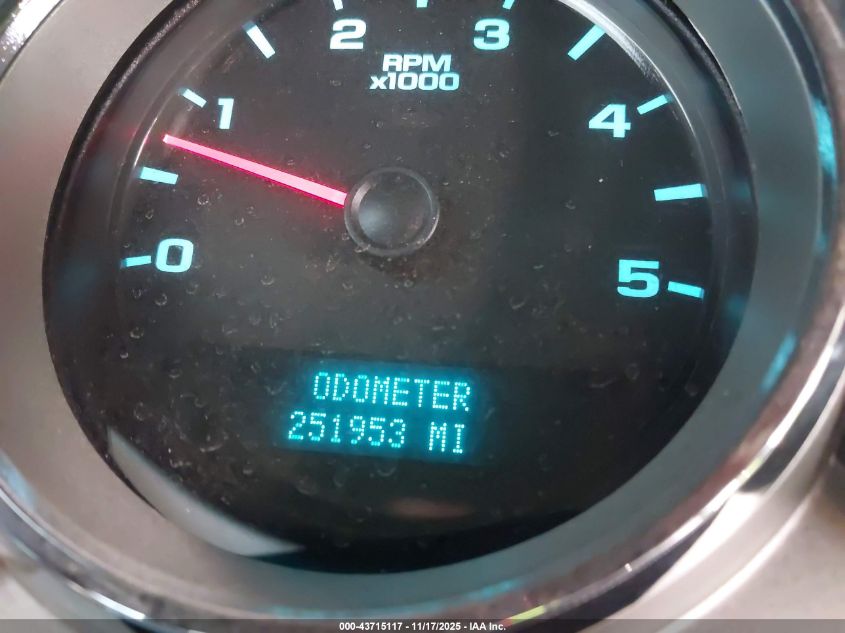 2 3
RPM
x1000
1 4
0 5
ODOMETER
251953 MI
000-43715117 - 11/17/2025 - IAA Inc.